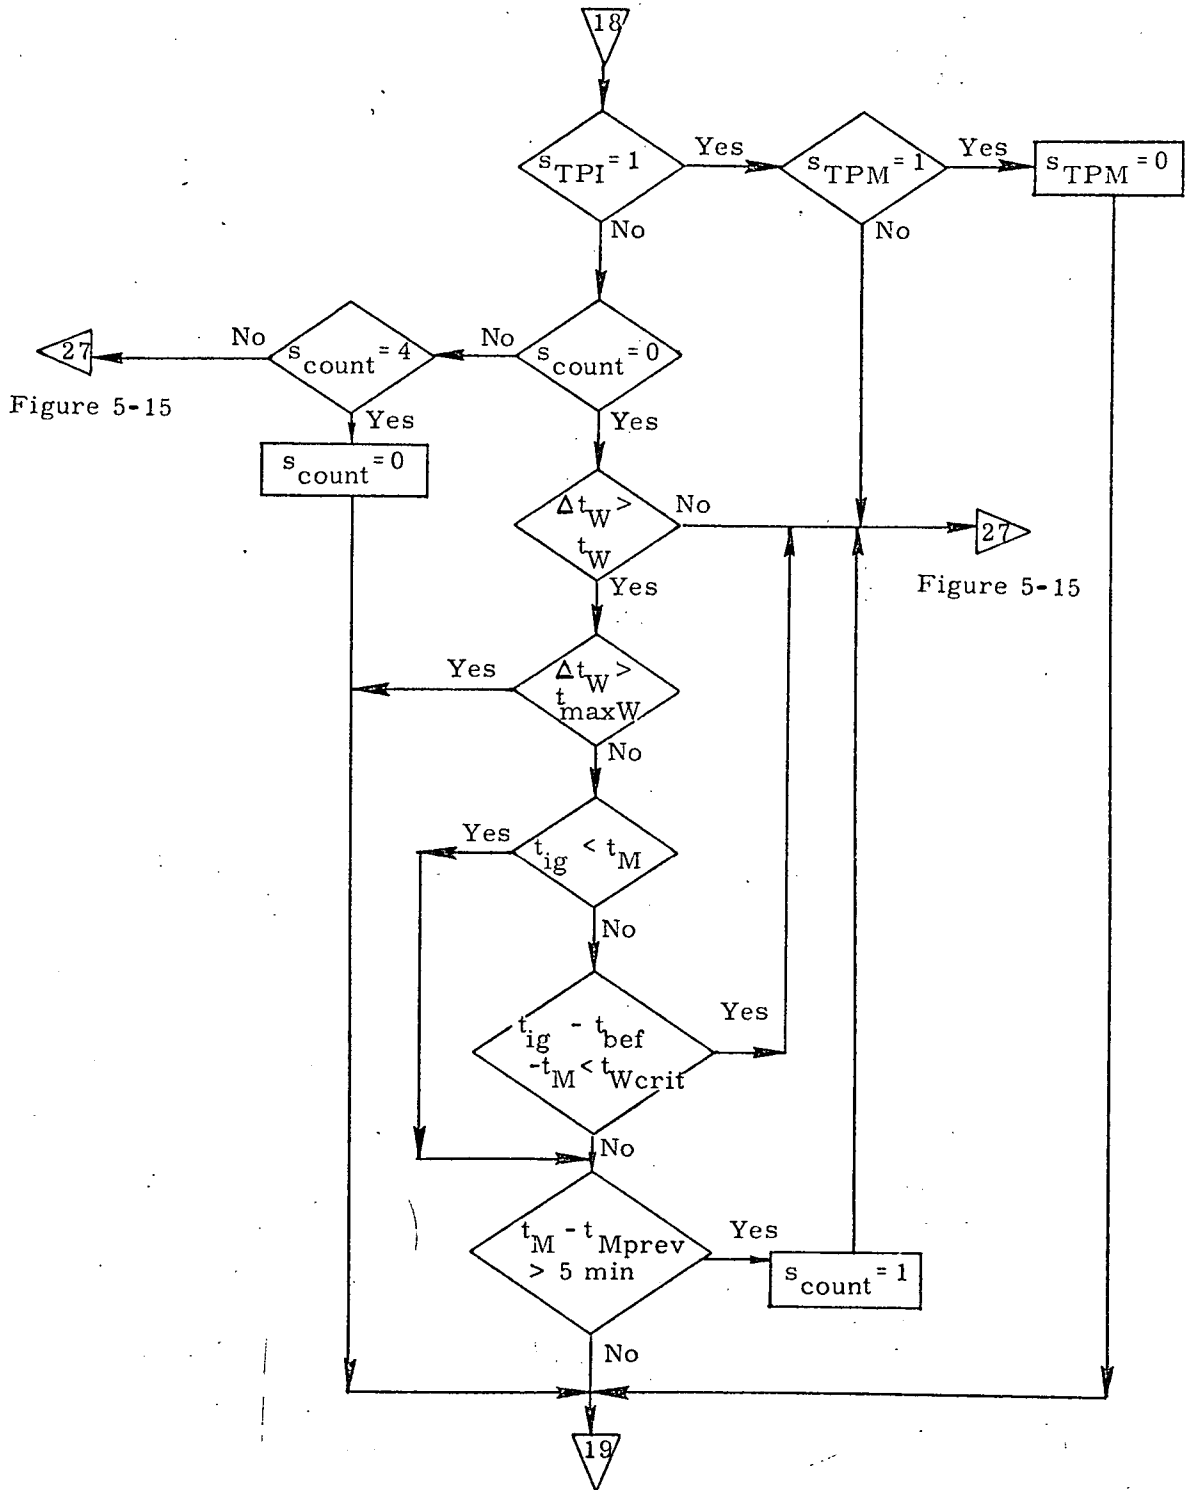 18
s_TPI = 1
Yes
s_TPM = 1
Yes
s_TPM = 0
No
No
27
No
s_count = 4
No
s_count = 0
Figure 5-15
Yes
Yes
s_count = 0
Δt_W >
t_W
No
27
Figure 5-15
Yes
Yes
Δt_W >
t_maxW
No
Yes
t_ig < t_M
No
t_ig - t_bef
-t_M < t_Wcrit
Yes
No
t_M - t_Mprev
> 5 min
Yes
s_count = 1
No
19